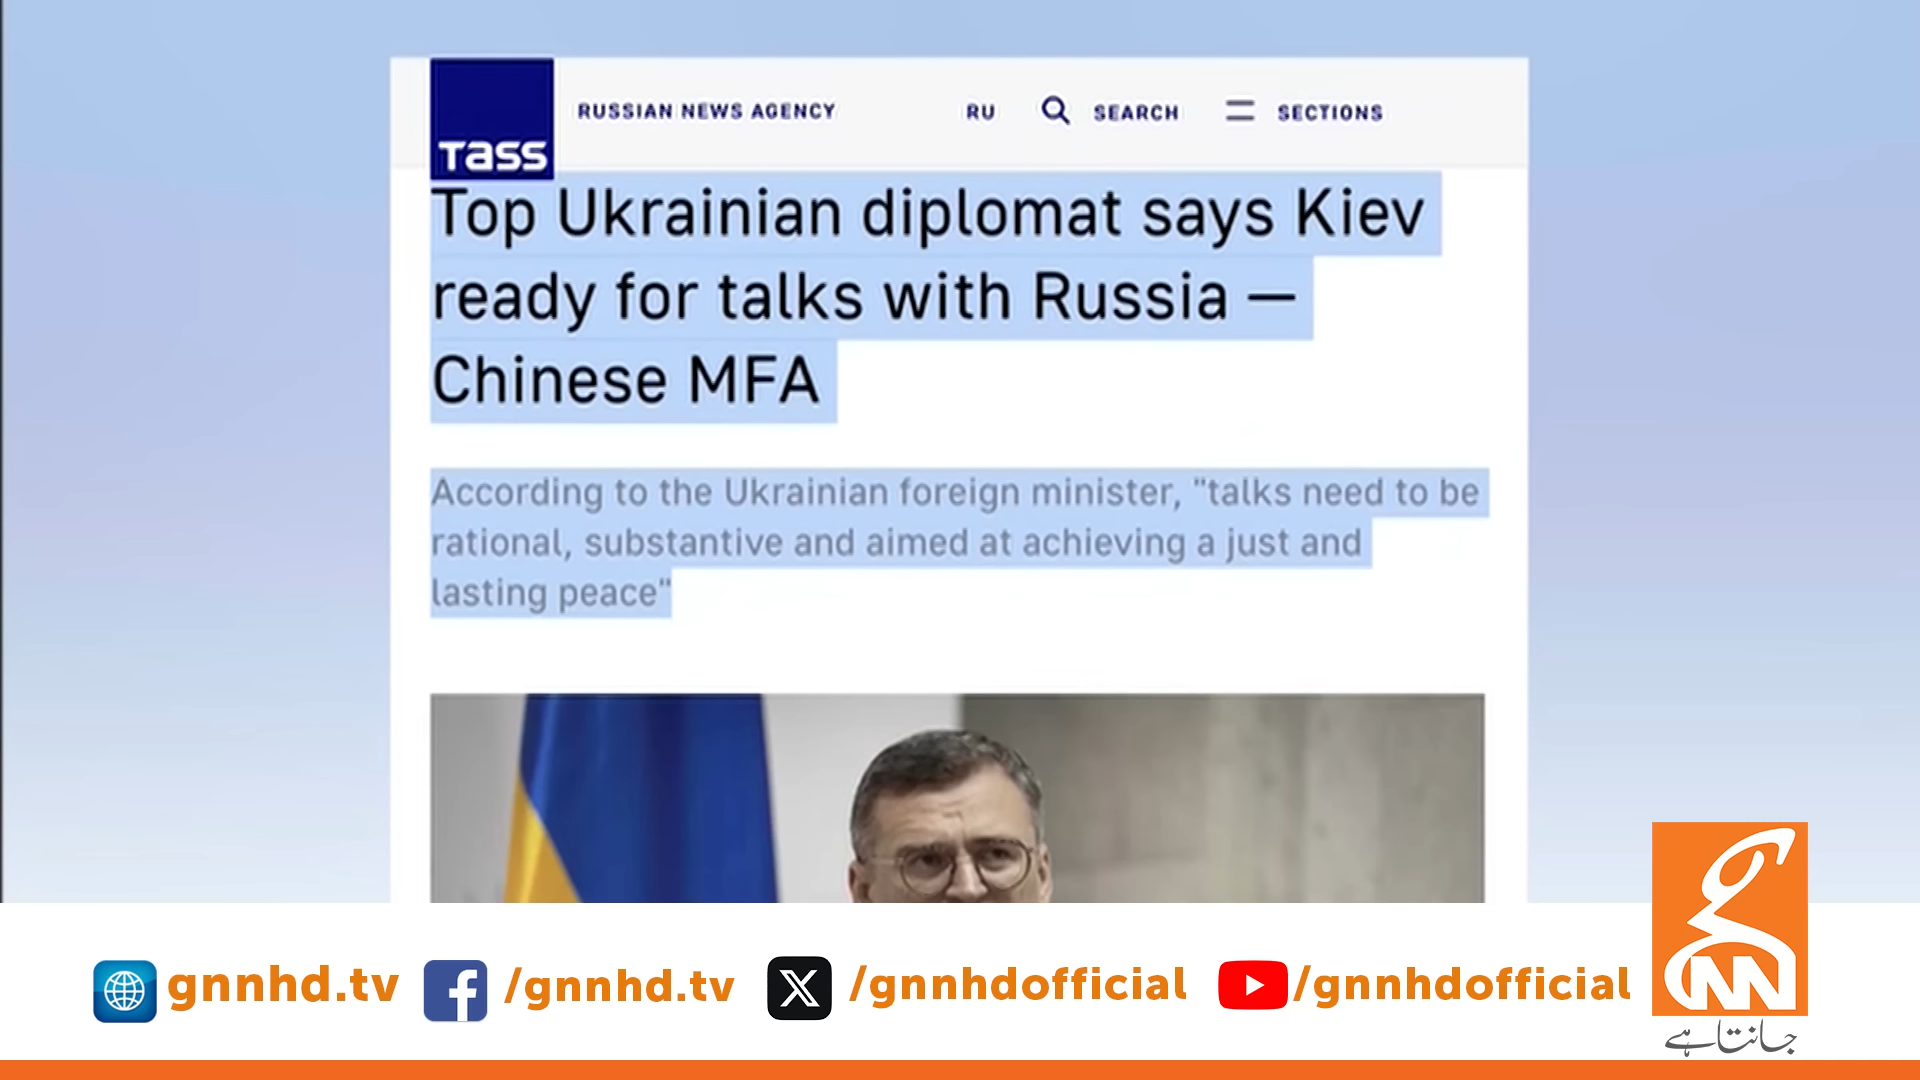 TASS
RUSSIAN NEWS AGENCY
RU
SEARCH
SECTIONS
Top Ukrainian diplomat says Kiev
ready for talks with Russia —
Chinese MFA
According to the Ukrainian foreign minister, "talks need to be
rational, substantive and aimed at achieving a just and
lasting peace"
gnnhd.tv
/gnnhd.tv
/gnnhdofficial
/gnnhdofficial
GNN
جانتا ہے